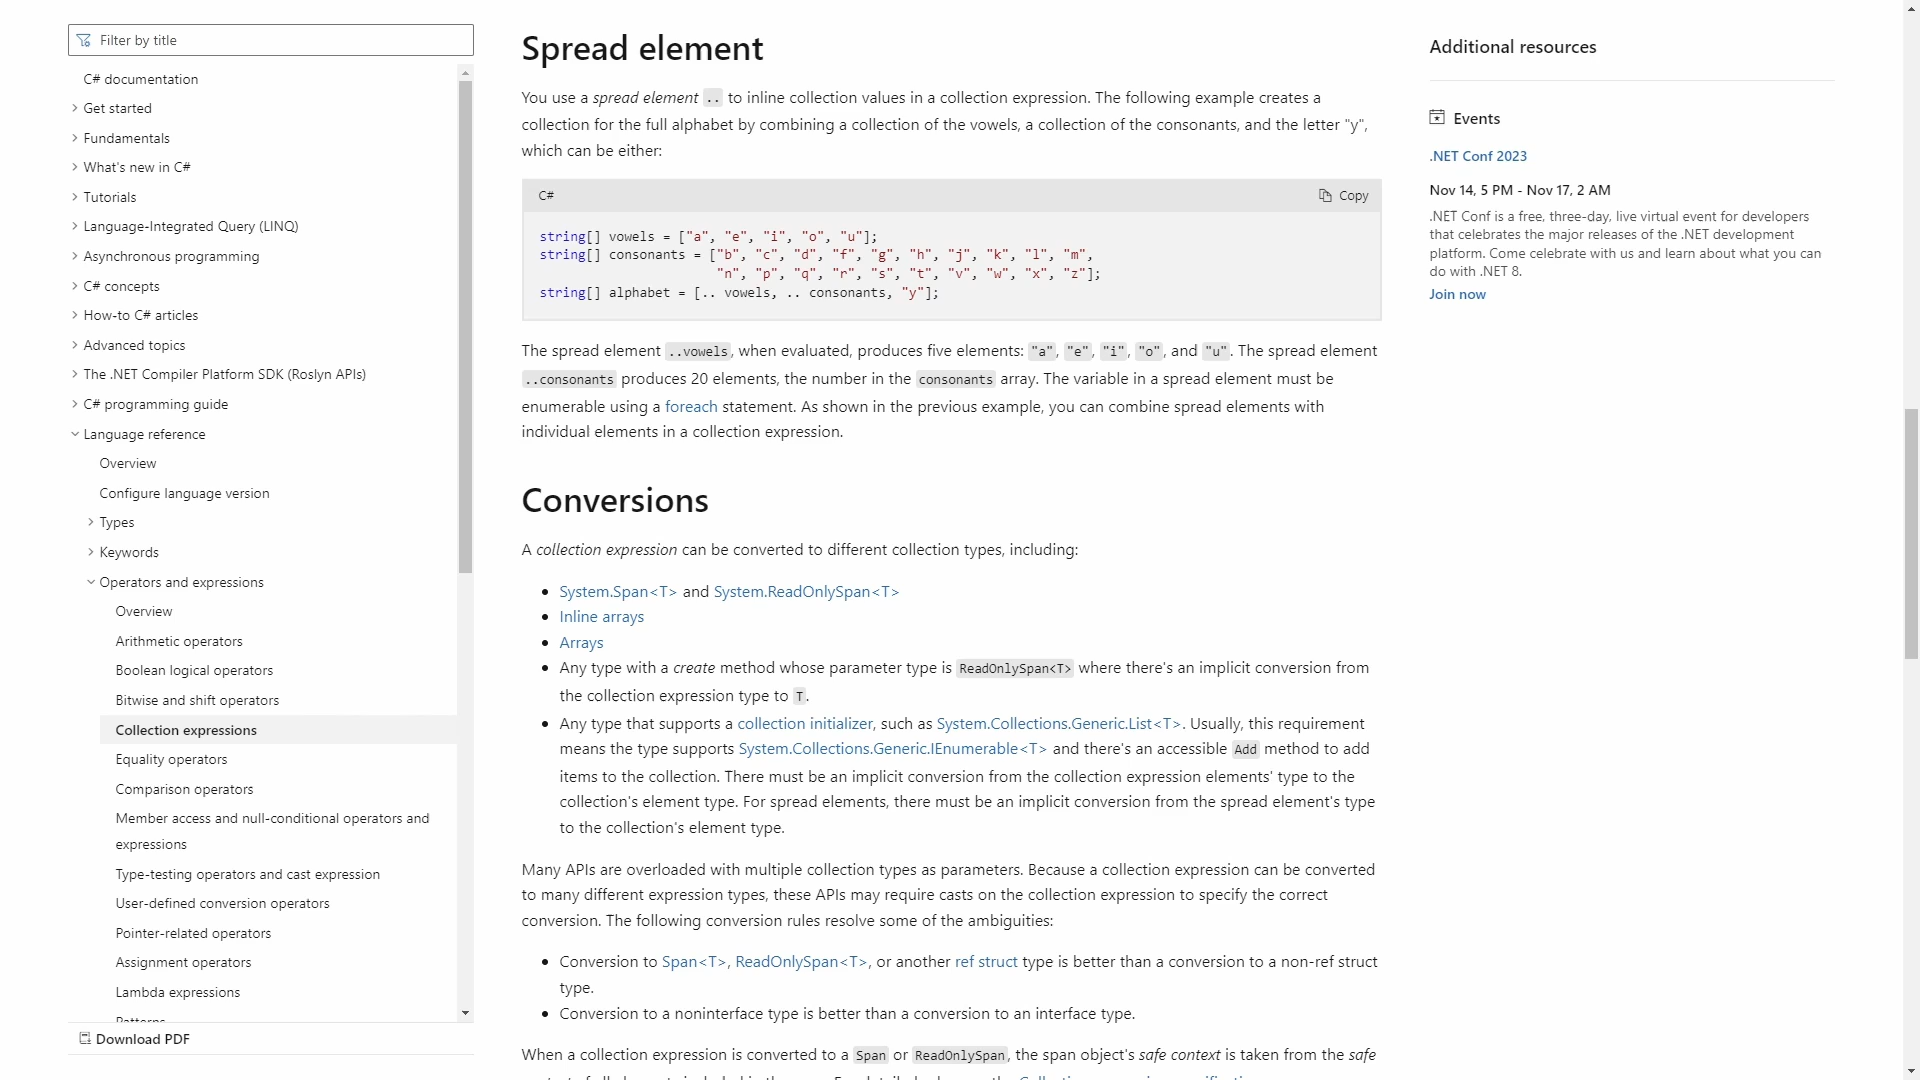 Filter by title
C# documentation
Get started
Fundamentals
What's new in C#
Tutorials
Language-Integrated Query (LINQ)
Asynchronous programming
C# concepts
How-to C# articles
Advanced topics
The .NET Compiler Platform SDK (Roslyn APIs)
C# programming guide
Language reference
Overview
Configure language version
Types
Keywords
Operators and expressions
Overview
Arithmetic operators
Boolean logical operators
Bitwise and shift operators
Collection expressions
Equality operators
Comparison operators
Member access and null-conditional operators and
expressions
Type-testing operators and cast expression
User-defined conversion operators
Pointer-related operators
Assignment operators
Lambda expressions
Patterns
Download PDF
Spread element
You use a spread element .. to inline collection values in a collection expression. The following example creates a
collection for the full alphabet by combining a collection of the vowels, a collection of the consonants, and the letter "y",
which can be either:
C#
Copy
string[] vowels = ["a", "e", "i", "o", "u"];
string[] consonants = ["b", "c", "d", "f", "g", "h", "j", "k", "l", "m",
"n", "p", "q", "r", "s", "t", "v", "w", "x", "z"];
string[] alphabet = [.. vowels, .. consonants, "y"];
The spread element ..vowels, when evaluated, produces five elements: "a", "e", "i", "o", and "u". The spread element
..consonants produces 20 elements, the number in the consonants array. The variable in a spread element must be
enumerable using a foreach statement. As shown in the previous example, you can combine spread elements with
individual elements in a collection expression.
Conversions
A collection expression can be converted to different collection types, including:
• System.Span<T> and System.ReadOnlySpan<T>
• Inline arrays
• Arrays
• Any type with a create method whose parameter type is ReadOnlySpan<T> where there's an implicit conversion from
the collection expression type to T.
• Any type that supports a collection initializer, such as System.Collections.Generic.List<T>. Usually, this requirement
means the type supports System.Collections.Generic.IEnumerable<T> and there's an accessible Add method to add
items to the collection. There must be an implicit conversion from the collection expression elements' type to the
collection's element type. For spread elements, there must be an implicit conversion from the spread element's type
to the collection's element type.
Many APIs are overloaded with multiple collection types as parameters. Because a collection expression can be converted
to many different expression types, these APIs may require casts on the collection expression to specify the correct
conversion. The following conversion rules resolve some of the ambiguities:
• Conversion to Span<T>, ReadOnlySpan<T>, or another ref struct type is better than a conversion to a non-ref struct
type.
• Conversion to a noninterface type is better than a conversion to an interface type.
When a collection expression is converted to a Span or ReadOnlySpan, the span object's safe context is taken from the safe
Additional resources
Events
.NET Conf 2023
Nov 14, 5 PM - Nov 17, 2 AM
.NET Conf is a free, three-day, live virtual event for developers
that celebrates the major releases of the .NET development
platform. Come celebrate with us and learn about what you can
do with .NET 8.
Join now